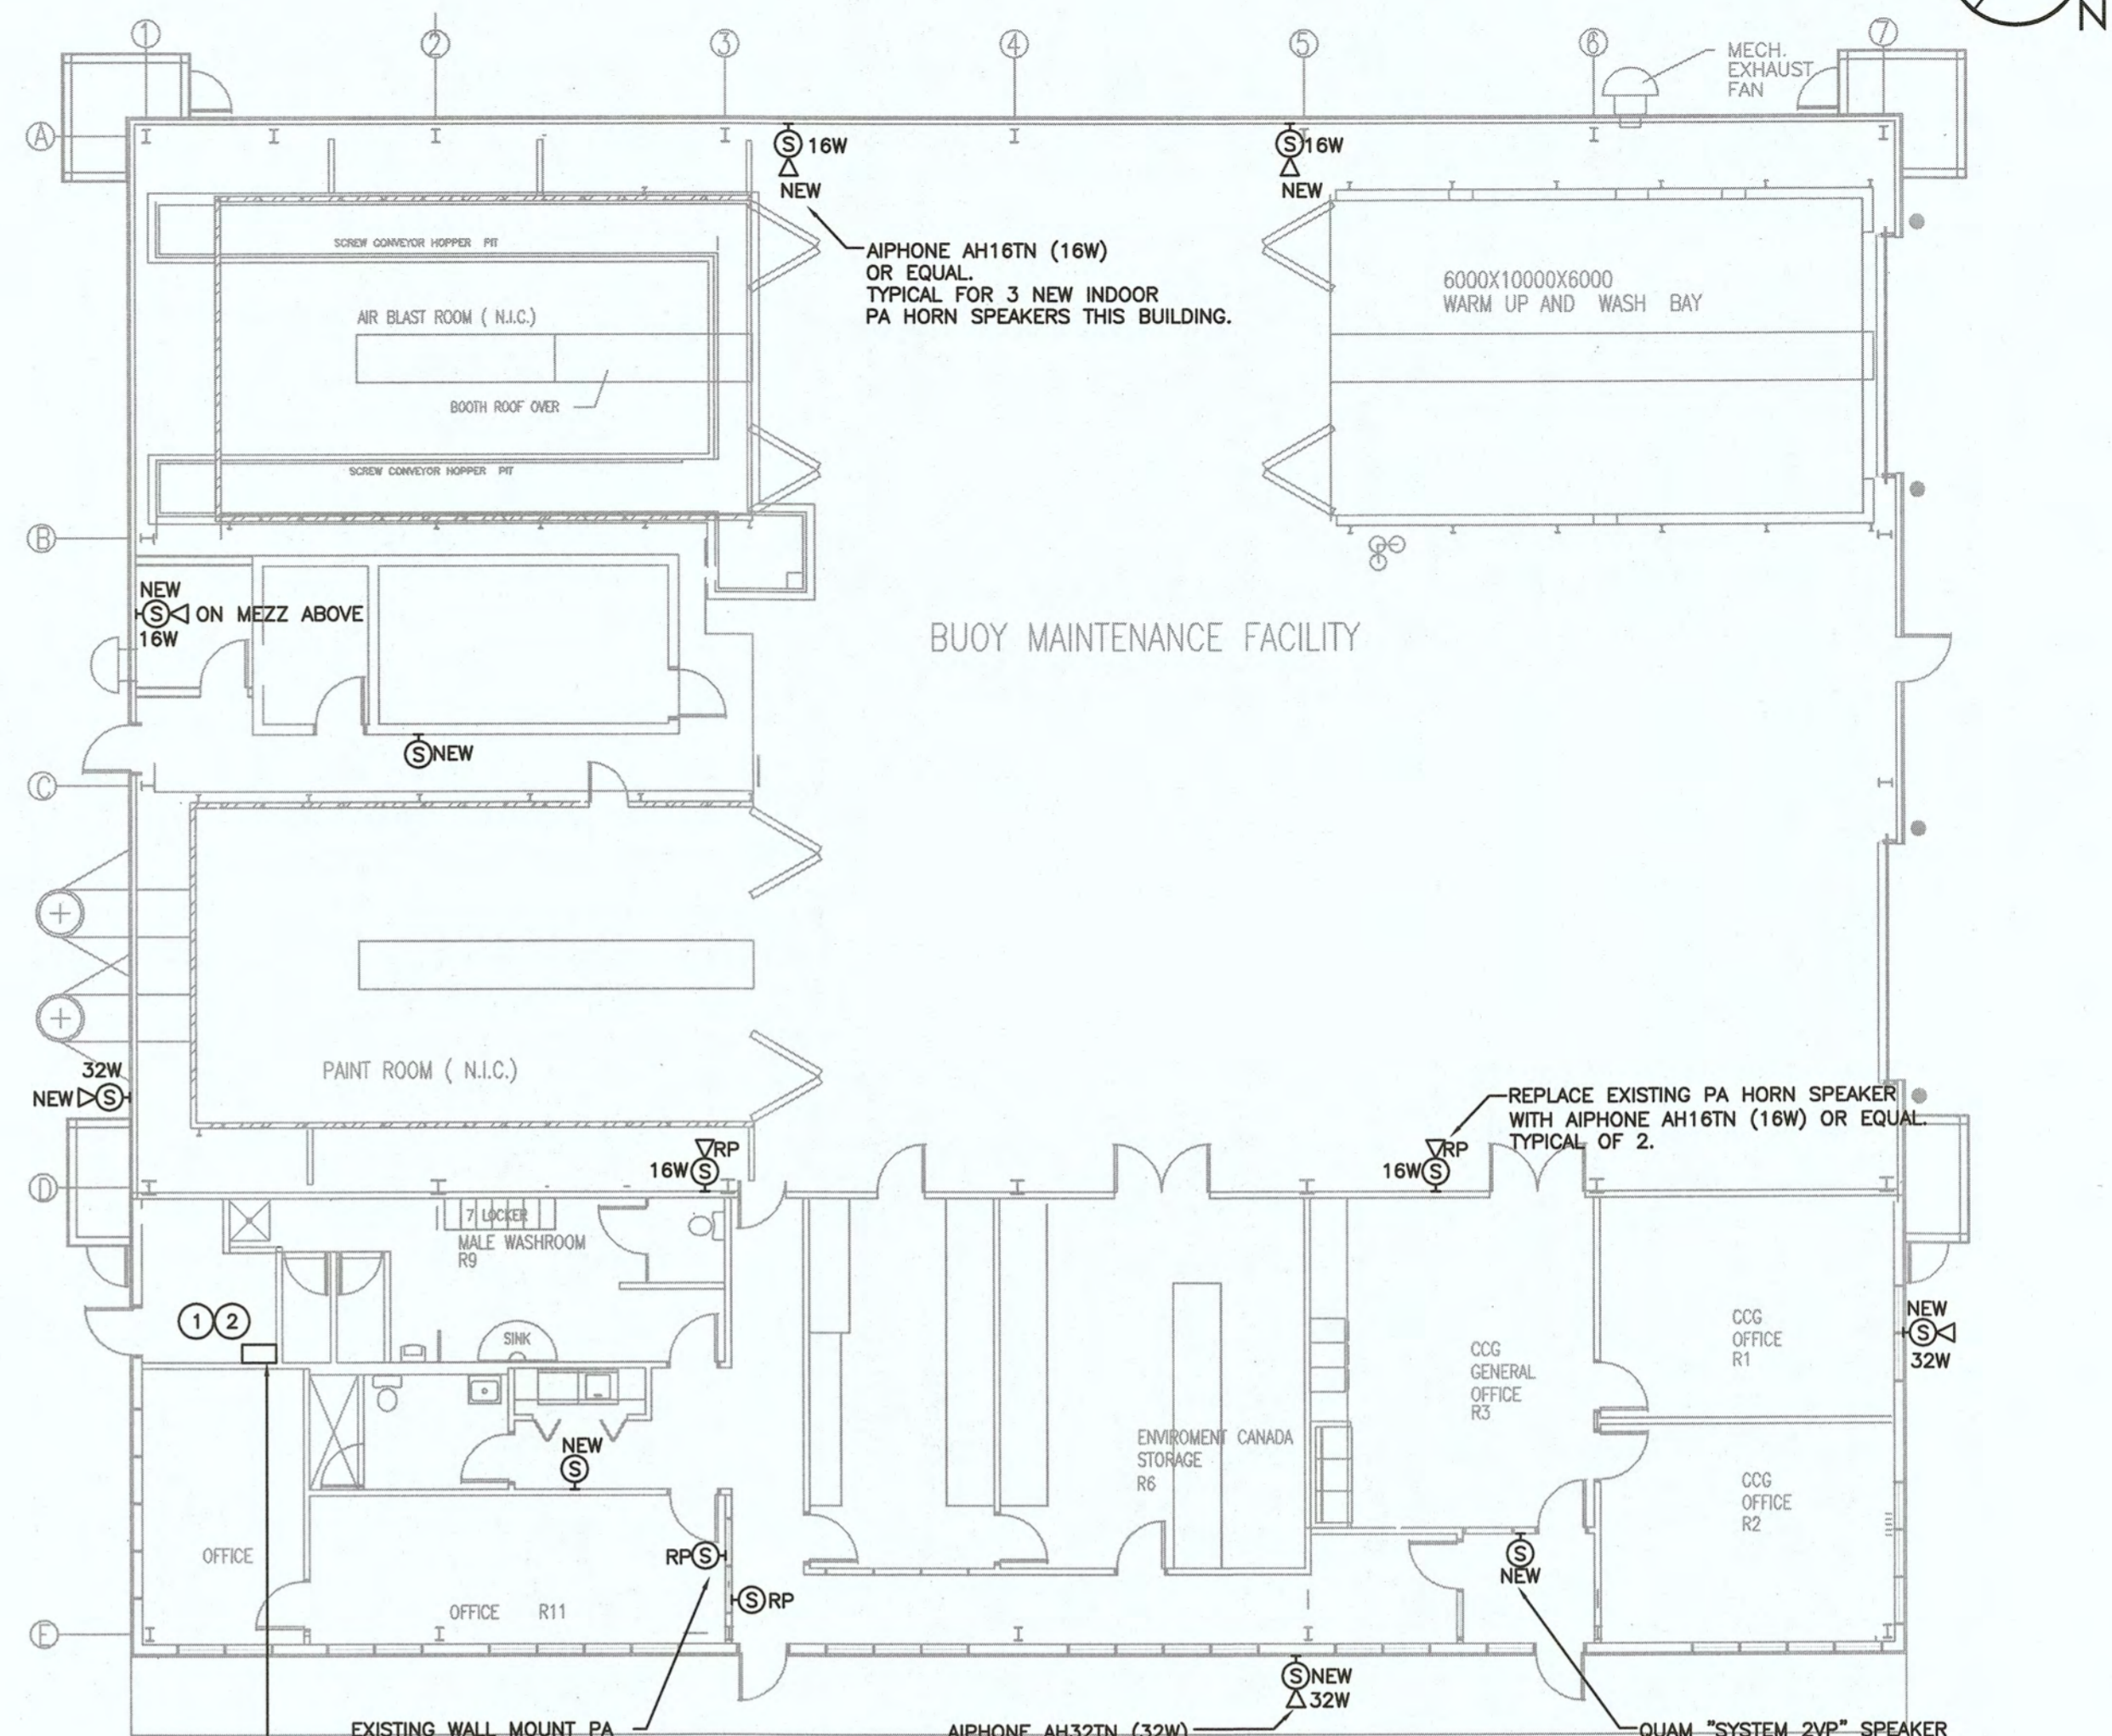 N
1
2
3
4
5
6
7
MECH.
EXHAUST
FAN
A
S 16W
NEW
S 16W
NEW
SCREW CONVEYOR HOPPER PIT
AIPHONE AH16TN (16W)
OR EQUAL.
TYPICAL FOR 3 NEW INDOOR
PA HORN SPEAKERS THIS BUILDING.
6000X10000X6000
WARM UP AND WASH BAY
AIR BLAST ROOM ( N.I.C.)
BOOTH ROOF OVER
SCREW CONVEYOR HOPPER PIT
B
NEW
S ON MEZZ ABOVE
16W
BUOY MAINTENANCE FACILITY
S NEW
C
PAINT ROOM ( N.I.C.)
32W
NEW S
REPLACE EXISTING PA HORN SPEAKER
WITH AIPHONE AH16TN (16W) OR EQUAL.
TYPICAL OF 2.
RP
16W S
RP
16W S
D
7 LOCKER
MALE WASHROOM
R9
1 2
SINK
CCG
OFFICE
R1
NEW
S
32W
CCG
GENERAL
OFFICE
R3
ENVIROMENT CANADA
STORAGE
R6
NEW
S
CCG
OFFICE
R2
OFFICE
RP S
S
NEW
S RP
OFFICE R11
E
S NEW
32W
EXISTING WALL MOUNT PA
AIPHONE AH32TN (32W)
QUAM "SYSTEM 2VP" SPEAKER